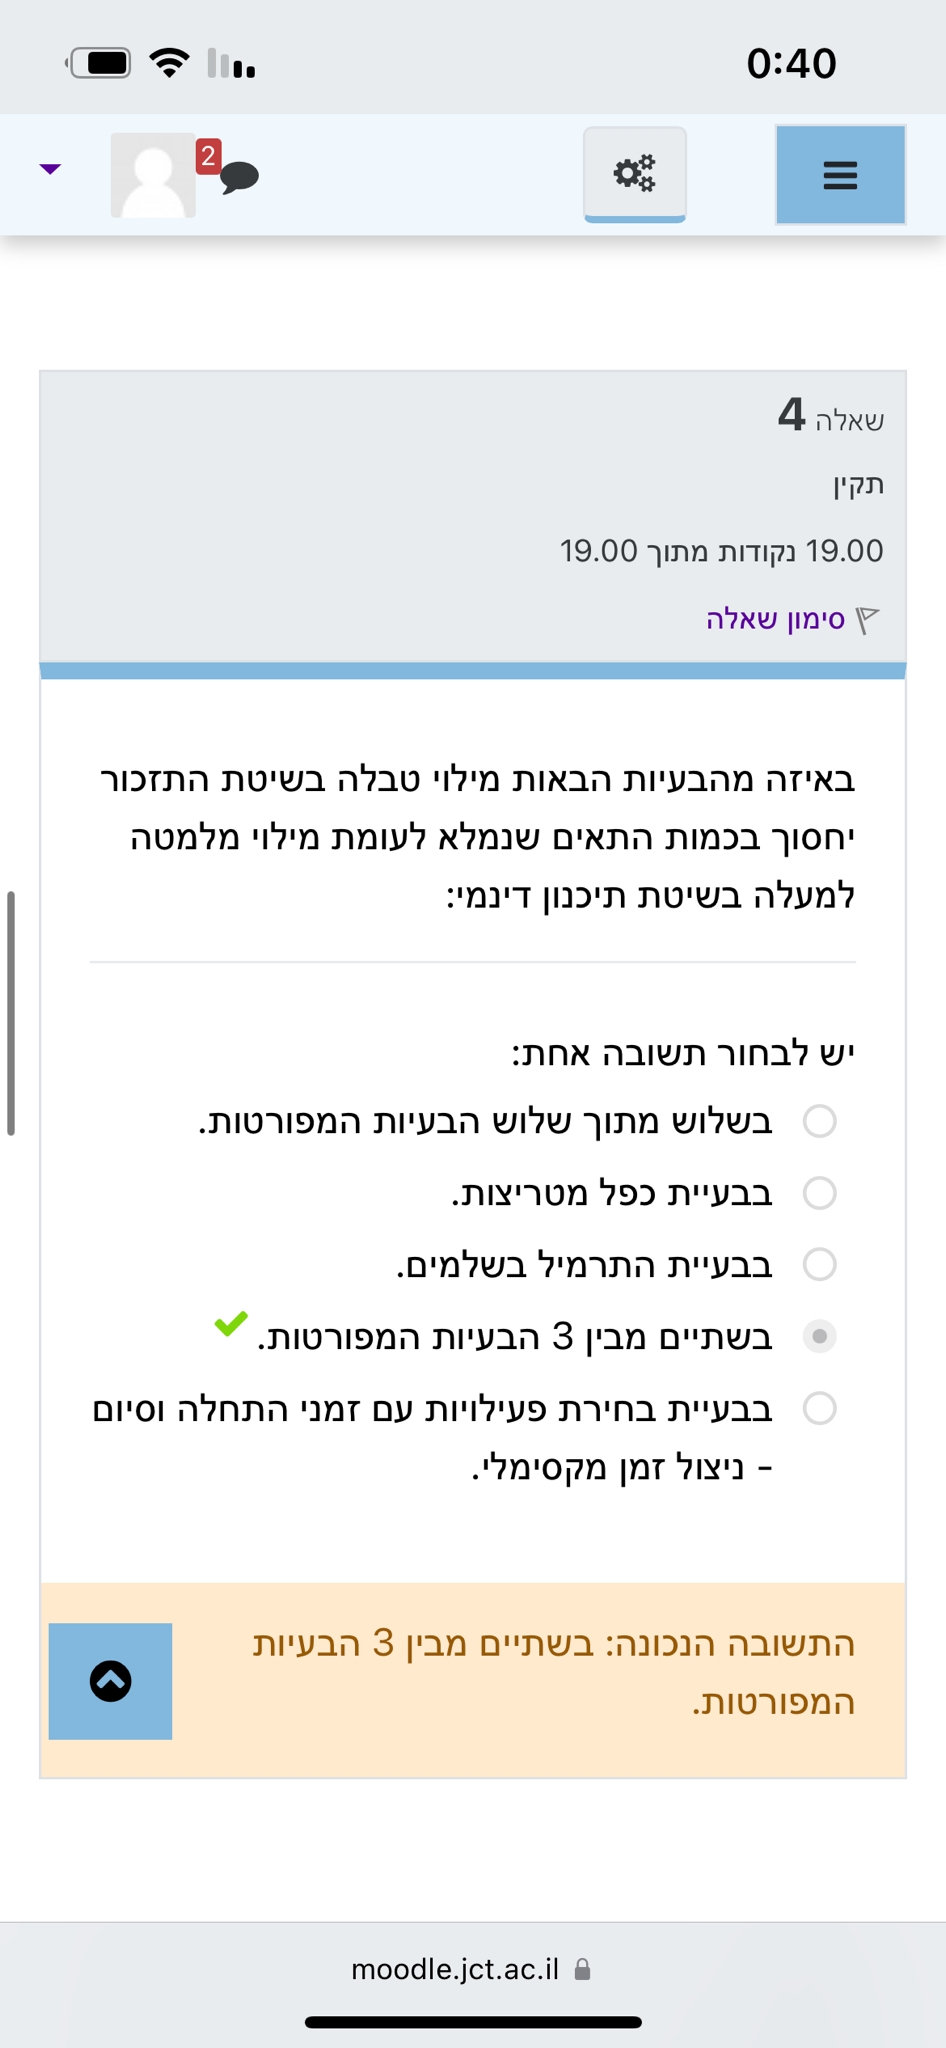 0:40
2
שאלה 4
תקין
19.00 נקודות מתוך 19.00
סימון שאלה
באיזה מהבעיות הבאות מילוי טבלה בשיטת התזכור
יחסוך בכמות התאים שנמלא לעומת מילוי מלמטה
למעלה בשיטת תיכנון דינמי:
יש לבחור תשובה אחת:
בשלוש מתוך שלוש הבעיות המפורטות.
בבעיית כפל מטריצות.
בבעיית התרמיל בשלמים.
בשתיים מבין 3 הבעיות המפורטות.
בבעיית בחירת פעילויות עם זמני התחלה וסיום
- ניצול זמן מקסימלי.
התשובה הנכונה: בשתיים מבין 3 הבעיות
המפורטות.
moodle.jct.ac.il